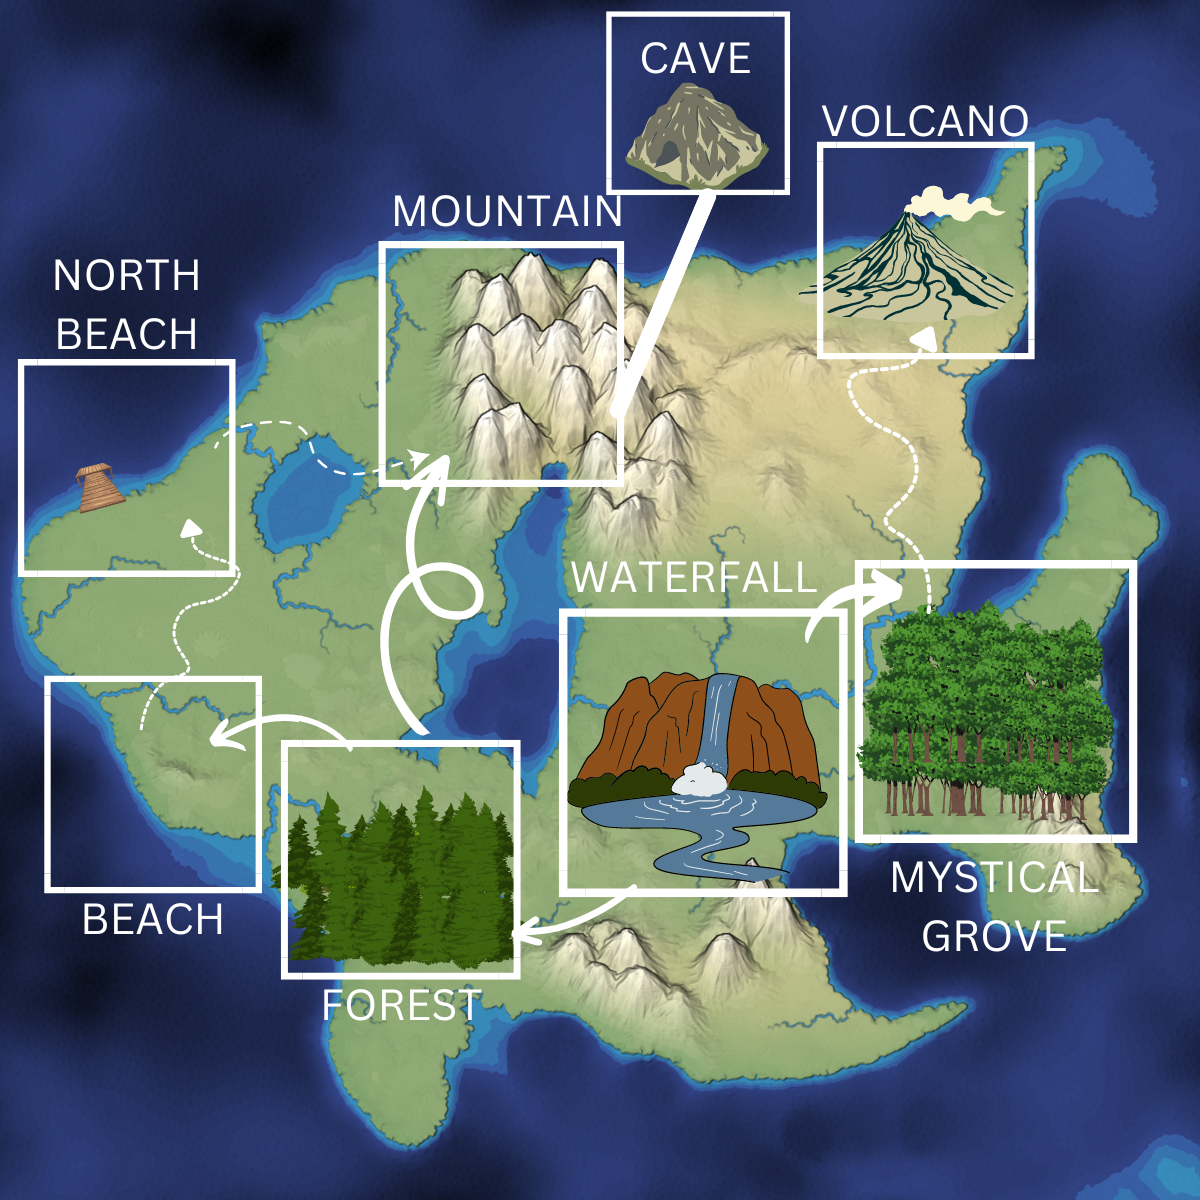 CAVE
VOLCANO
MOUNTAIN
NORTH
BEACH
WATERFALL
MYSTICAL
GROVE
BEACH
FOREST